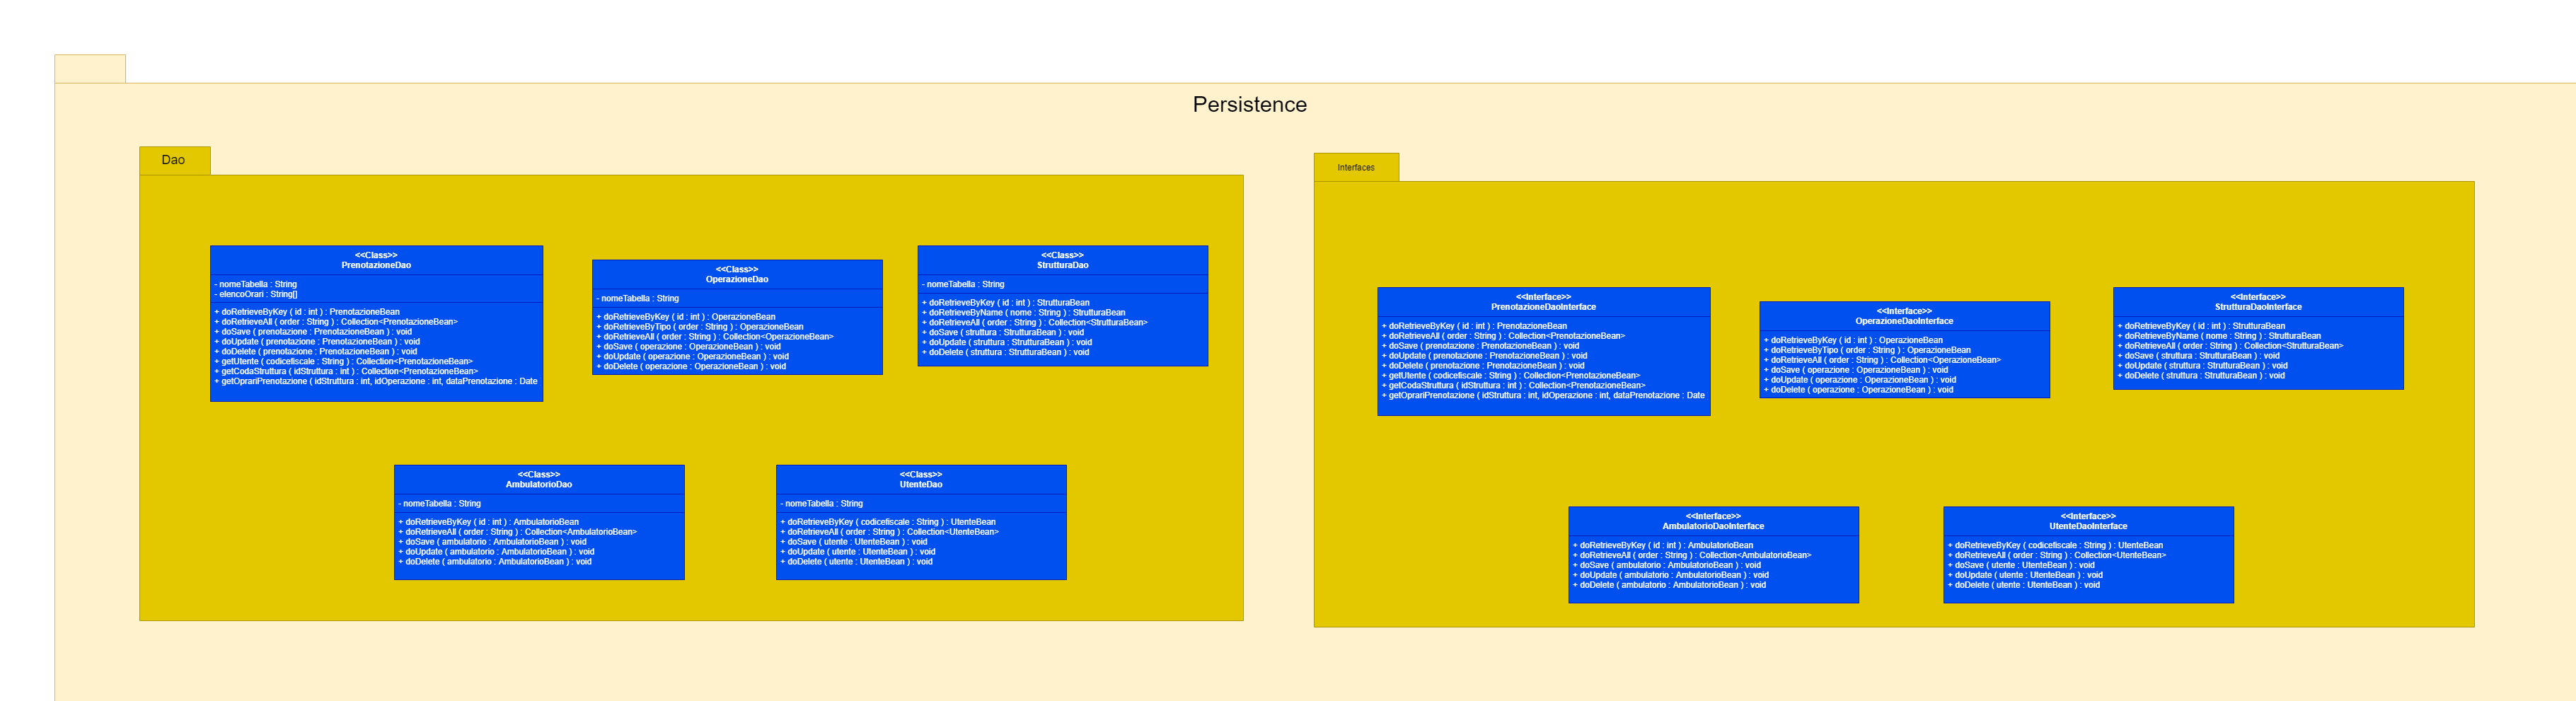 Persistence
Dao
<<Class>>
PrenotazioneDao
- nomeTabella : String
- elencoOrari : String[]
+ doRetrieveByKey ( id : int ) : PrenotazioneBean
+ doRetrieveAll ( order : String ) : Collection<PrenotazioneBean>
+ doSave ( prenotazione : PrenotazioneBean ) : void
+ doUpdate ( prenotazione : PrenotazioneBean ) : void
+ doDelete ( prenotazione : PrenotazioneBean ) : void
+ getUtente ( codicefiscale : String ) : Collection<PrenotazioneBean>
+ getCodaStruttura ( idStruttura : int ) : Collection<PrenotazioneBean>
+ getOprariPrenotazione ( idStruttura : int, idOperazione : int, dataPrenotazione : Date
<<Class>>
OperazioneDao
- nomeTabella : String
+ doRetrieveByKey ( id : int ) : OperazioneBean
+ doRetrieveByTipo ( order : String ) : OperazioneBean
+ doRetrieveAll ( order : String ) : Collection<OperazioneBean>
+ doSave ( operazione : OperazioneBean ) : void
+ doUpdate ( operazione : OperazioneBean ) : void
+ doDelete ( operazione : OperazioneBean ) : void
<<Class>>
StrutturaDao
- nomeTabella : String
+ doRetrieveByKey ( id : int ) : StrutturaBean
+ doRetrieveByName ( nome : String ) : StrutturaBean
+ doRetrieveAll ( order : String ) : Collection<StrutturaBean>
+ doSave ( struttura : StrutturaBean ) : void
+ doUpdate ( struttura : StrutturaBean ) : void
+ doDelete ( struttura : StrutturaBean ) : void
<<Class>>
AmbulatorioDao
- nomeTabella : String
+ doRetrieveByKey ( id : int ) : AmbulatorioBean
+ doRetrieveAll ( order : String ) : Collection<AmbulatorioBean>
+ doSave ( ambulatorio : AmbulatorioBean ) : void
+ doUpdate ( ambulatorio : AmbulatorioBean ) : void
+ doDelete ( ambulatorio : AmbulatorioBean ) : void
<<Class>>
UtenteDao
- nomeTabella : String
+ doRetrieveByKey ( codicefiscale : String ) : UtenteBean
+ doRetrieveAll ( order : String ) : Collection<UtenteBean>
+ doSave ( utente : UtenteBean ) : void
+ doUpdate ( utente : UtenteBean ) : void
+ doDelete ( utente : UtenteBean ) : void
Interfaces
<<Interface>>
PrenotazioneDaoInterface
+ doRetrieveByKey ( id : int ) : PrenotazioneBean
+ doRetrieveAll ( order : String ) : Collection<PrenotazioneBean>
+ doSave ( prenotazione : PrenotazioneBean ) : void
+ doUpdate ( prenotazione : PrenotazioneBean ) : void
+ doDelete ( prenotazione : PrenotazioneBean ) : void
+ getUtente ( codicefiscale : String ) : Collection<PrenotazioneBean>
+ getCodaStruttura ( idStruttura : int ) : Collection<PrenotazioneBean>
+ getOprariPrenotazione ( idStruttura : int, idOperazione : int, dataPrenotazione : Date
<<Interface>>
OperazioneDaoInterface
+ doRetrieveByKey ( id : int ) : OperazioneBean
+ doRetrieveByTipo ( order : String ) : OperazioneBean
+ doRetrieveAll ( order : String ) : Collection<OperazioneBean>
+ doSave ( operazione : OperazioneBean ) : void
+ doUpdate ( operazione : OperazioneBean ) : void
+ doDelete ( operazione : OperazioneBean ) : void
<<Interface>>
StrutturaDaoInterface
+ doRetrieveByKey ( id : int ) : StrutturaBean
+ doRetrieveByName ( nome : String ) : StrutturaBean
+ doRetrieveAll ( order : String ) : Collection<StrutturaBean>
+ doSave ( struttura : StrutturaBean ) : void
+ doUpdate ( struttura : StrutturaBean ) : void
+ doDelete ( struttura : StrutturaBean ) : void
<<Interface>>
AmbulatorioDaoInterface
+ doRetrieveByKey ( id : int ) : AmbulatorioBean
+ doRetrieveAll ( order : String ) : Collection<AmbulatorioBean>
+ doSave ( ambulatorio : AmbulatorioBean ) : void
+ doUpdate ( ambulatorio : AmbulatorioBean ) : void
+ doDelete ( ambulatorio : AmbulatorioBean ) : void
<<Interface>>
UtenteDaoInterface
+ doRetrieveByKey ( codicefiscale : String ) : UtenteBean
+ doRetrieveAll ( order : String ) : Collection<UtenteBean>
+ doSave ( utente : UtenteBean ) : void
+ doUpdate ( utente : UtenteBean ) : void
+ doDelete ( utente : UtenteBean ) : void